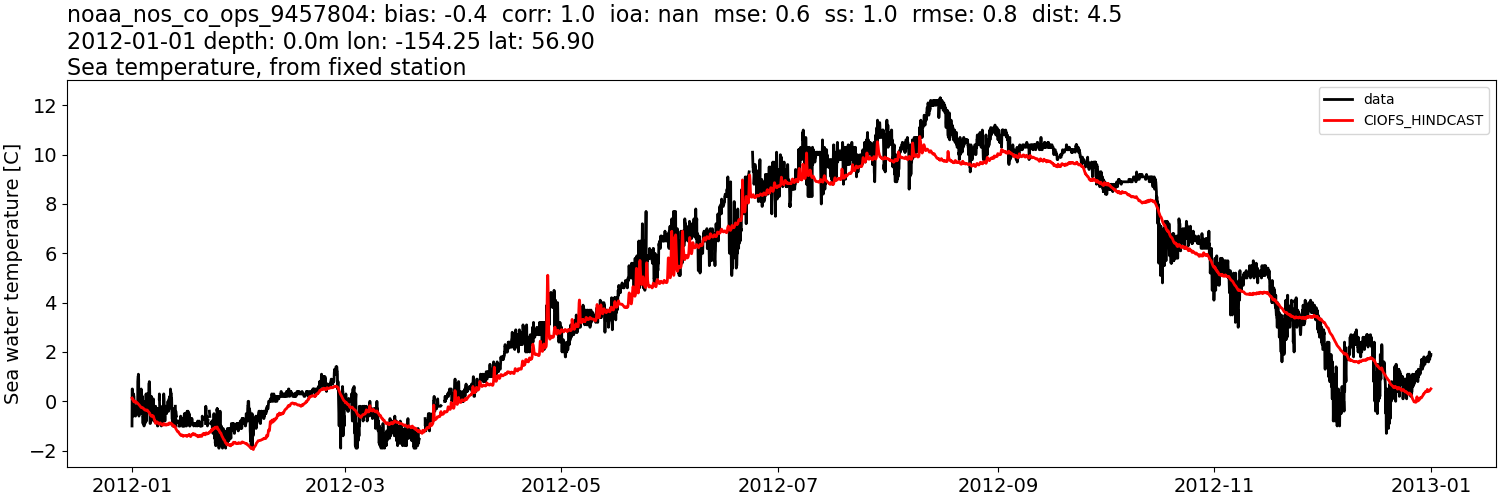 noaa_nos_co_ops_9457804: bias: -0.4  corr: 1.0  ioa: nan  mse: 0.6  ss: 1.0  rmse: 0.8  dist: 4.5
2012-01-01 depth: 0.0m lon: -154.25 lat: 56.90
Sea temperature, from fixed station
data
CIOFS_HINDCAST
Sea water temperature [C]
12
10
8
6
4
2
0
−2
2012-01
2012-03
2012-05
2012-07
2012-09
2012-11
2013-01